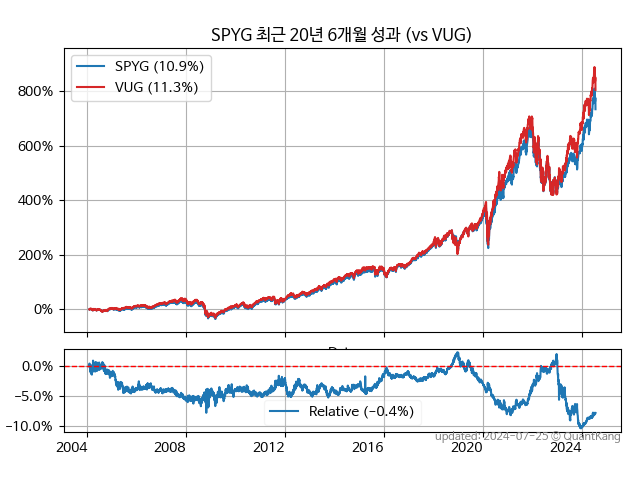 SPYG 최근 20년 6개월 성과 (vs VUG)
SPYG (10.9%)
VUG (11.3%)
800%
600%
400%
200%
0%
0.0%
−5.0%
−10.0%
Relative (−0.4%)
2004 2008 2012 2016 2020 2024
updated: 2024-07-25 © QuantKang